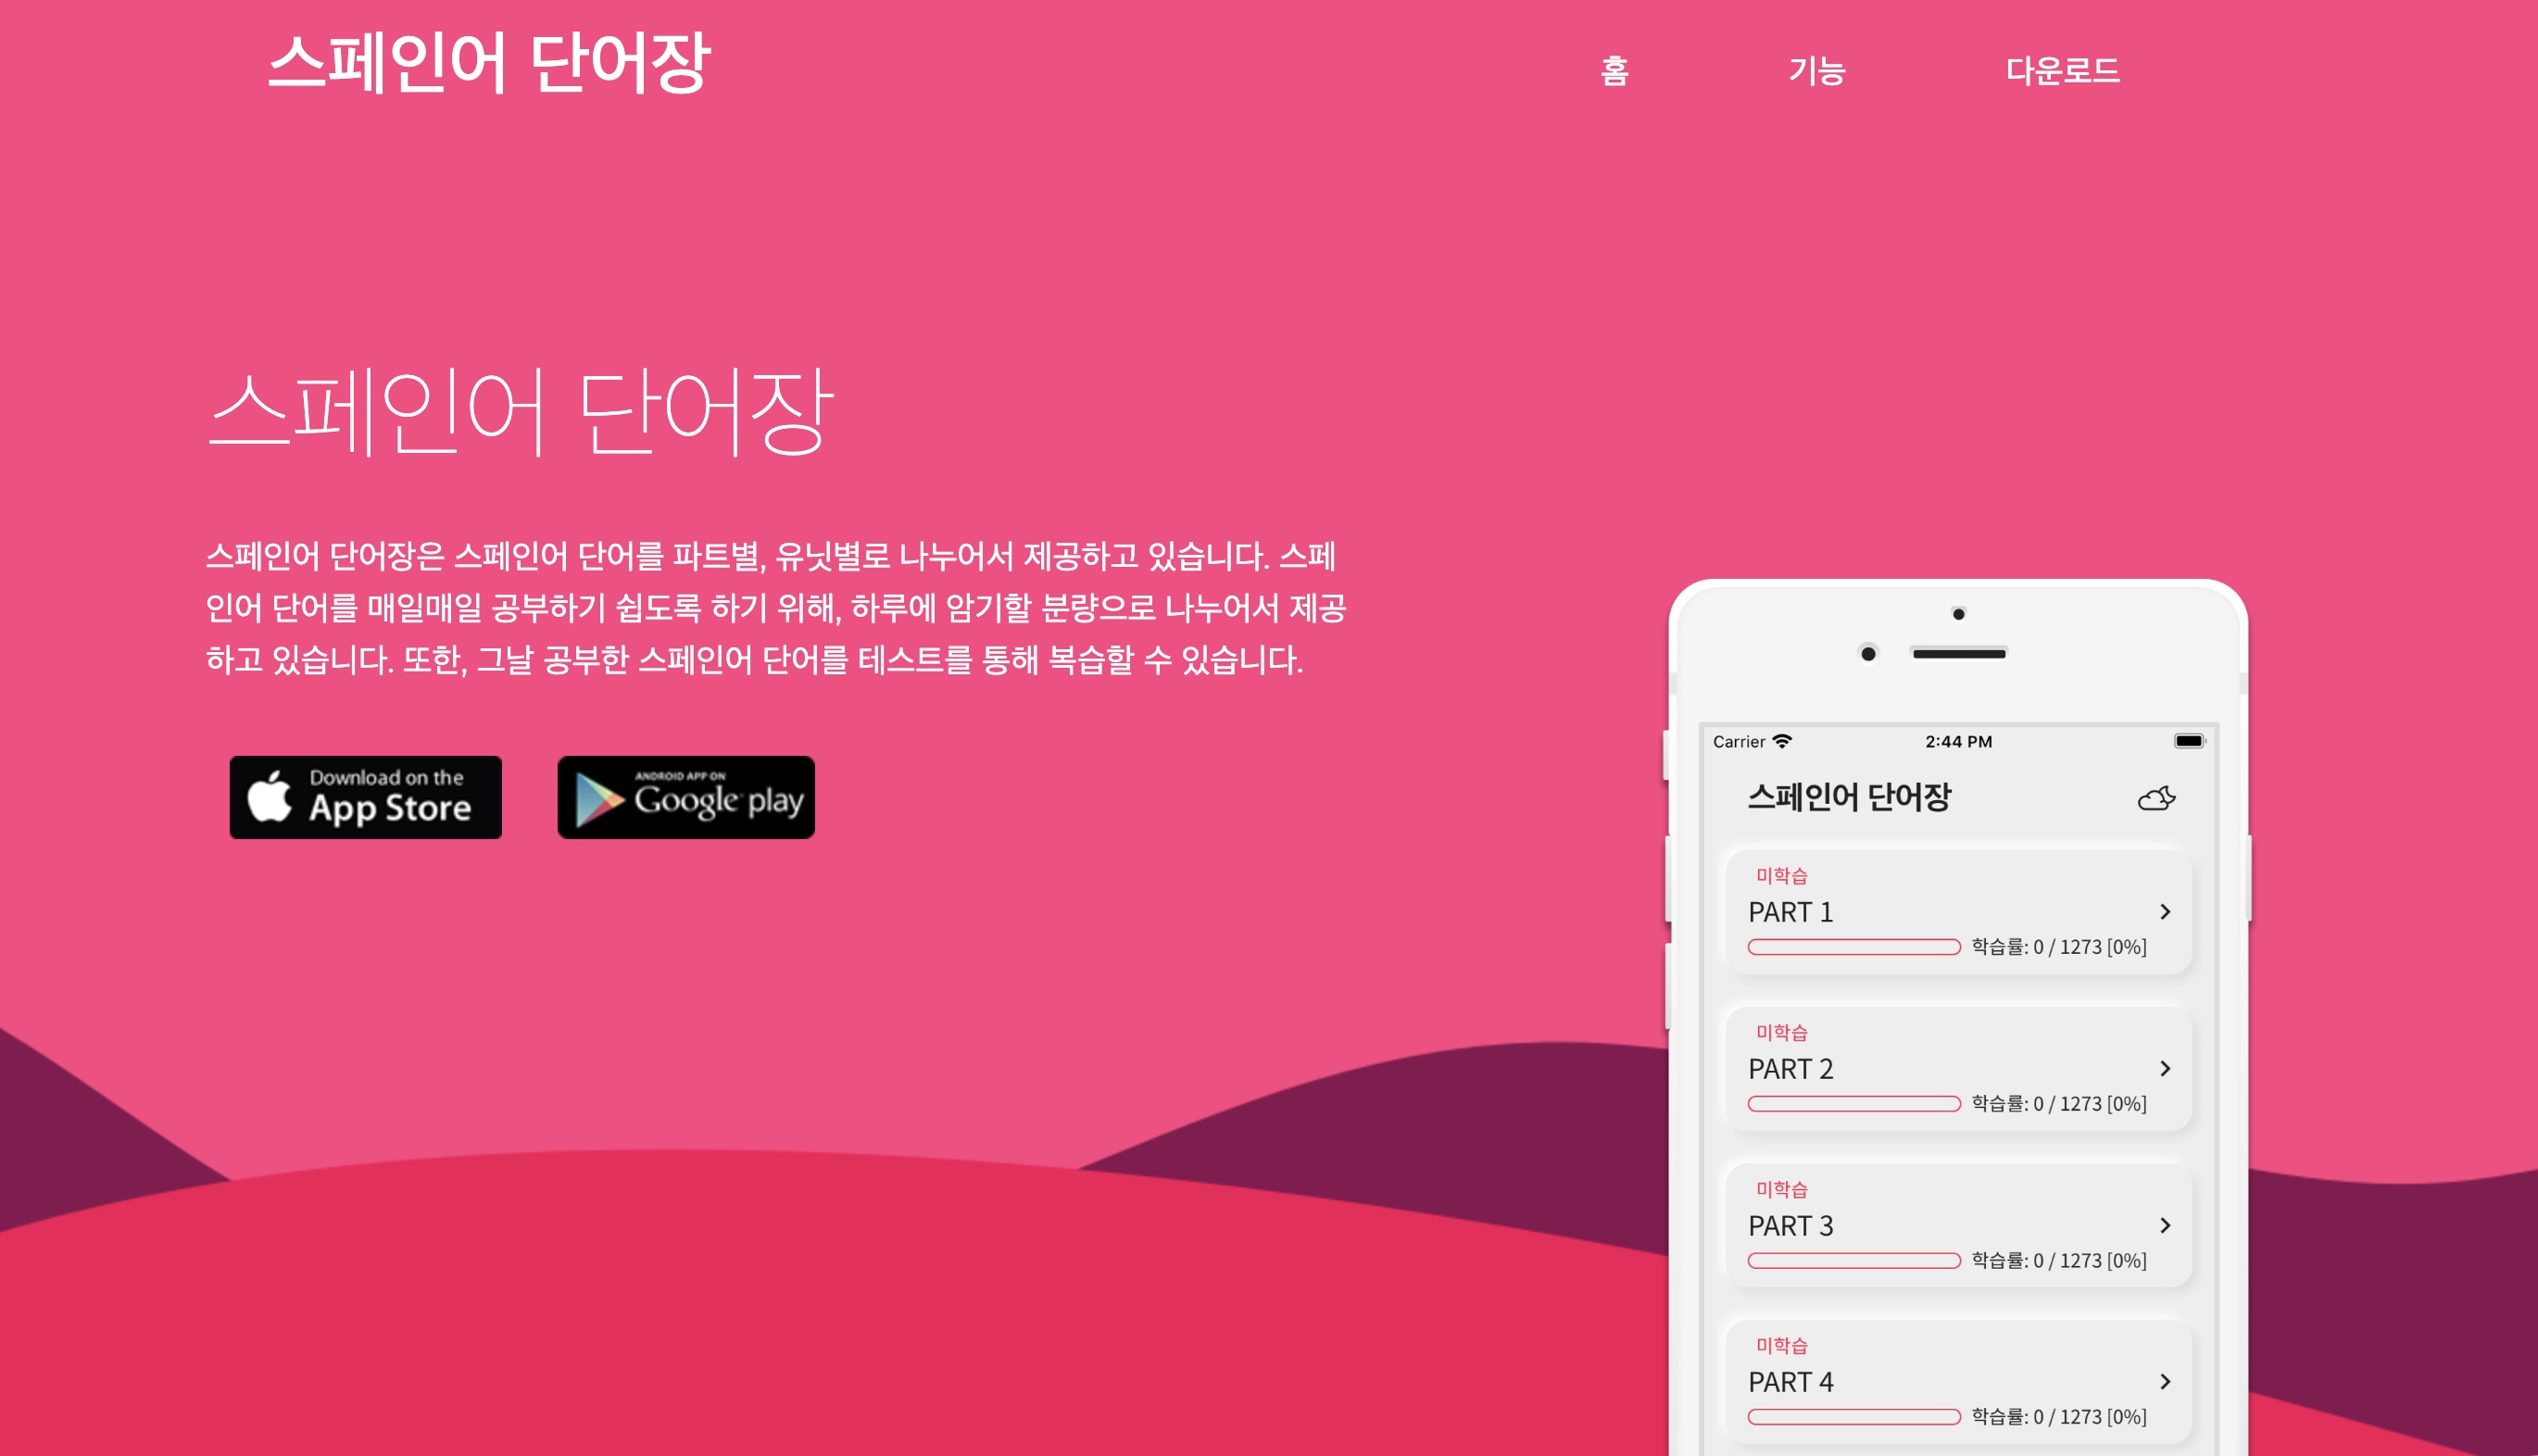 스페인어 단어장
홈 기능 다운로드
스페인어 단어장
스페인어 단어장은 스페인어 단어를 파트별, 유닛별로 나누어서 제공하고 있습니다. 스페
인어 단어를 매일매일 공부하기 쉽도록 하기 위해, 하루에 암기할 분량으로 나누어서 제공
하고 있습니다. 또한, 그날 공부한 스페인어 단어를 테스트를 통해 복습할 수 있습니다.
Download on the
App Store
ANDROID APP ON
Google play
Carrier 2:44 PM
스페인어 단어장
미학습
PART 1
학습률: 0 / 1273 [0%]
미학습
PART 2
학습률: 0 / 1273 [0%]
미학습
PART 3
학습률: 0 / 1273 [0%]
미학습
PART 4
학습률: 0 / 1273 [0%]